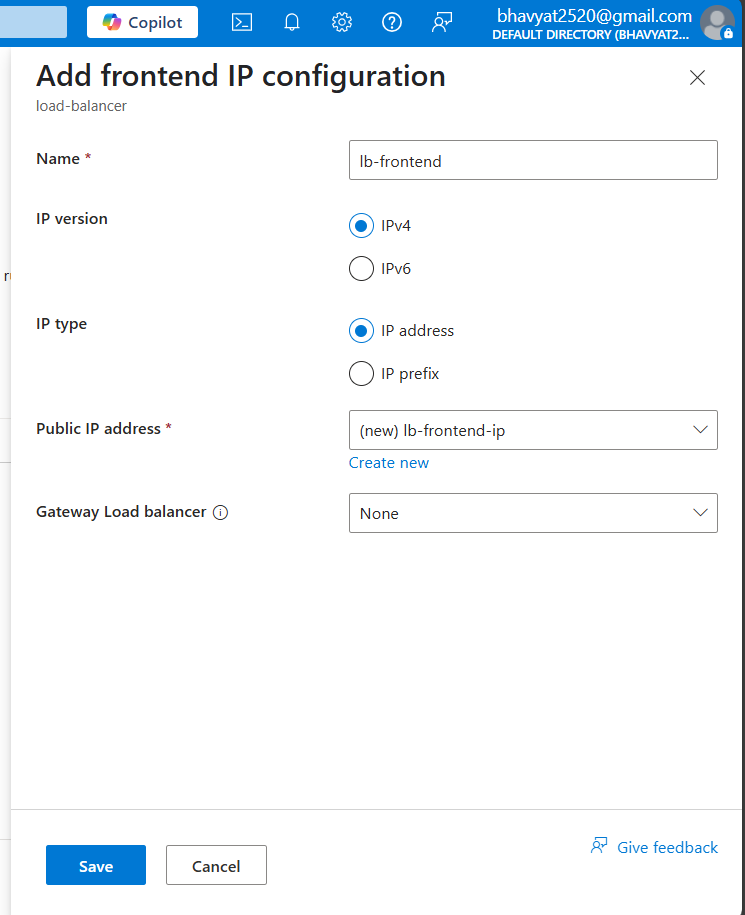 Copilot
bhavyat2520@gmail.com
DEFAULT DIRECTORY (BHAVYAT2...
Add frontend IP configuration
load-balancer
Name *
lb-frontend
IP version
IPv4
IPv6
IP type
IP address
IP prefix
Public IP address *
(new) lb-frontend-ip
Create new
Gateway Load balancer
None
Save
Cancel
Give feedback